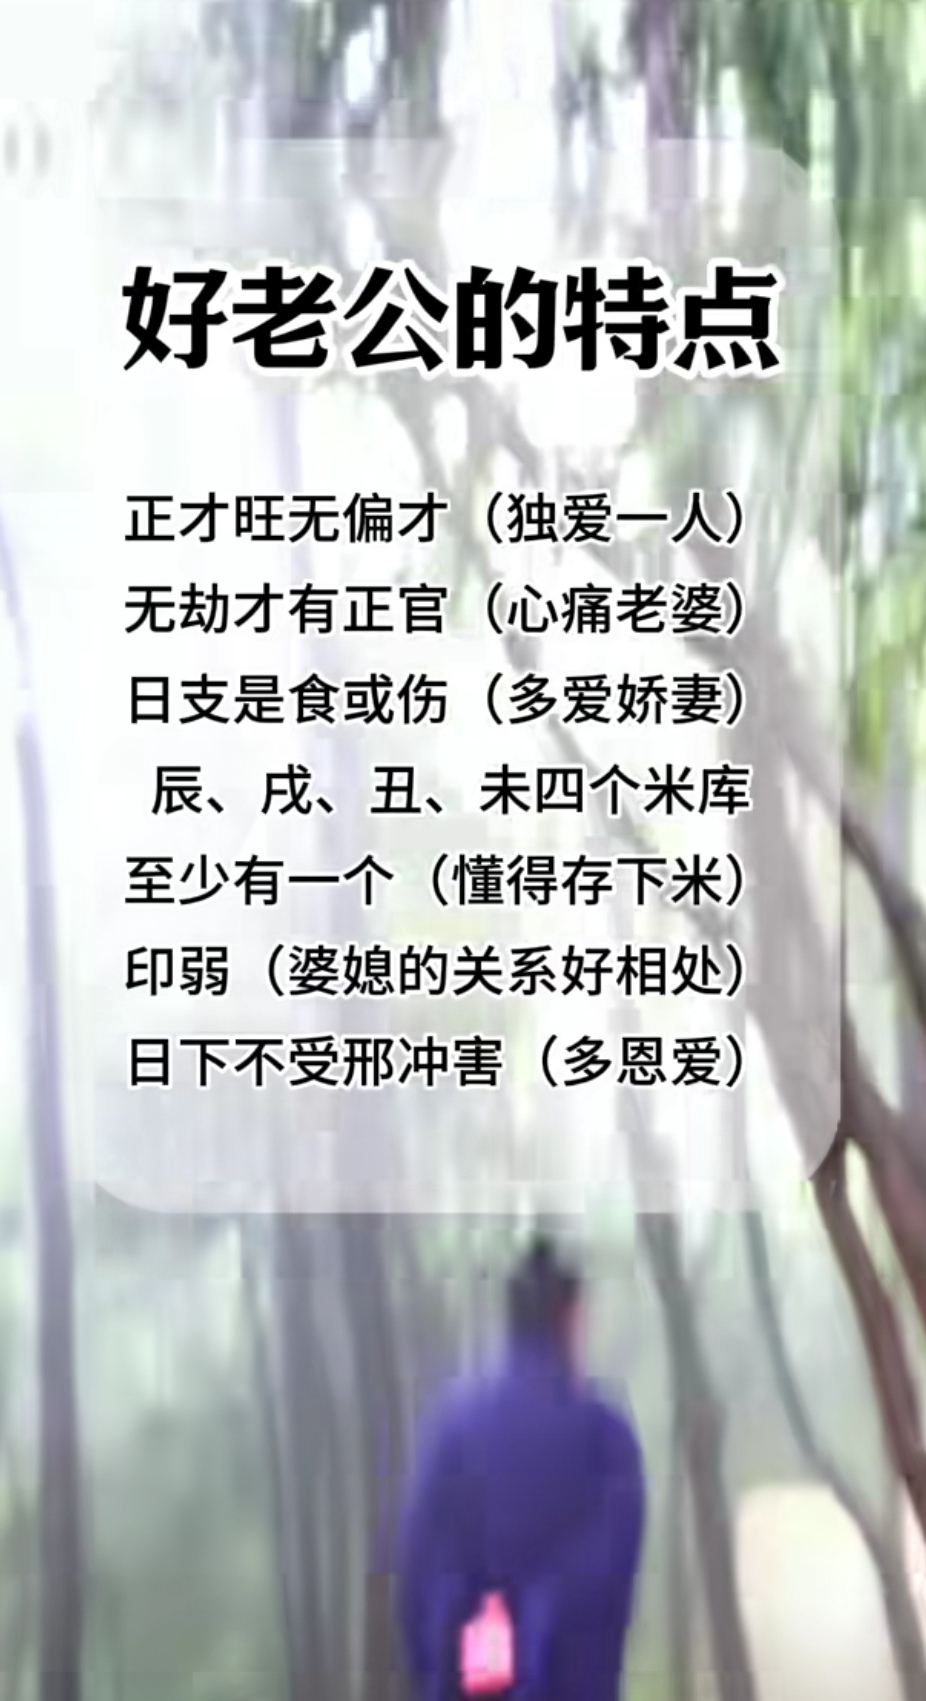 好老公的特点
正才旺无偏才（独爱一人）
无劫才有正官（心痛老婆）
日支是食或伤（多爱娇妻）
辰、戌、丑、未四个米库
至少有一个（懂得存下米）
印弱（婆媳的关系好相处）
日下不受邢冲害（多恩爱）